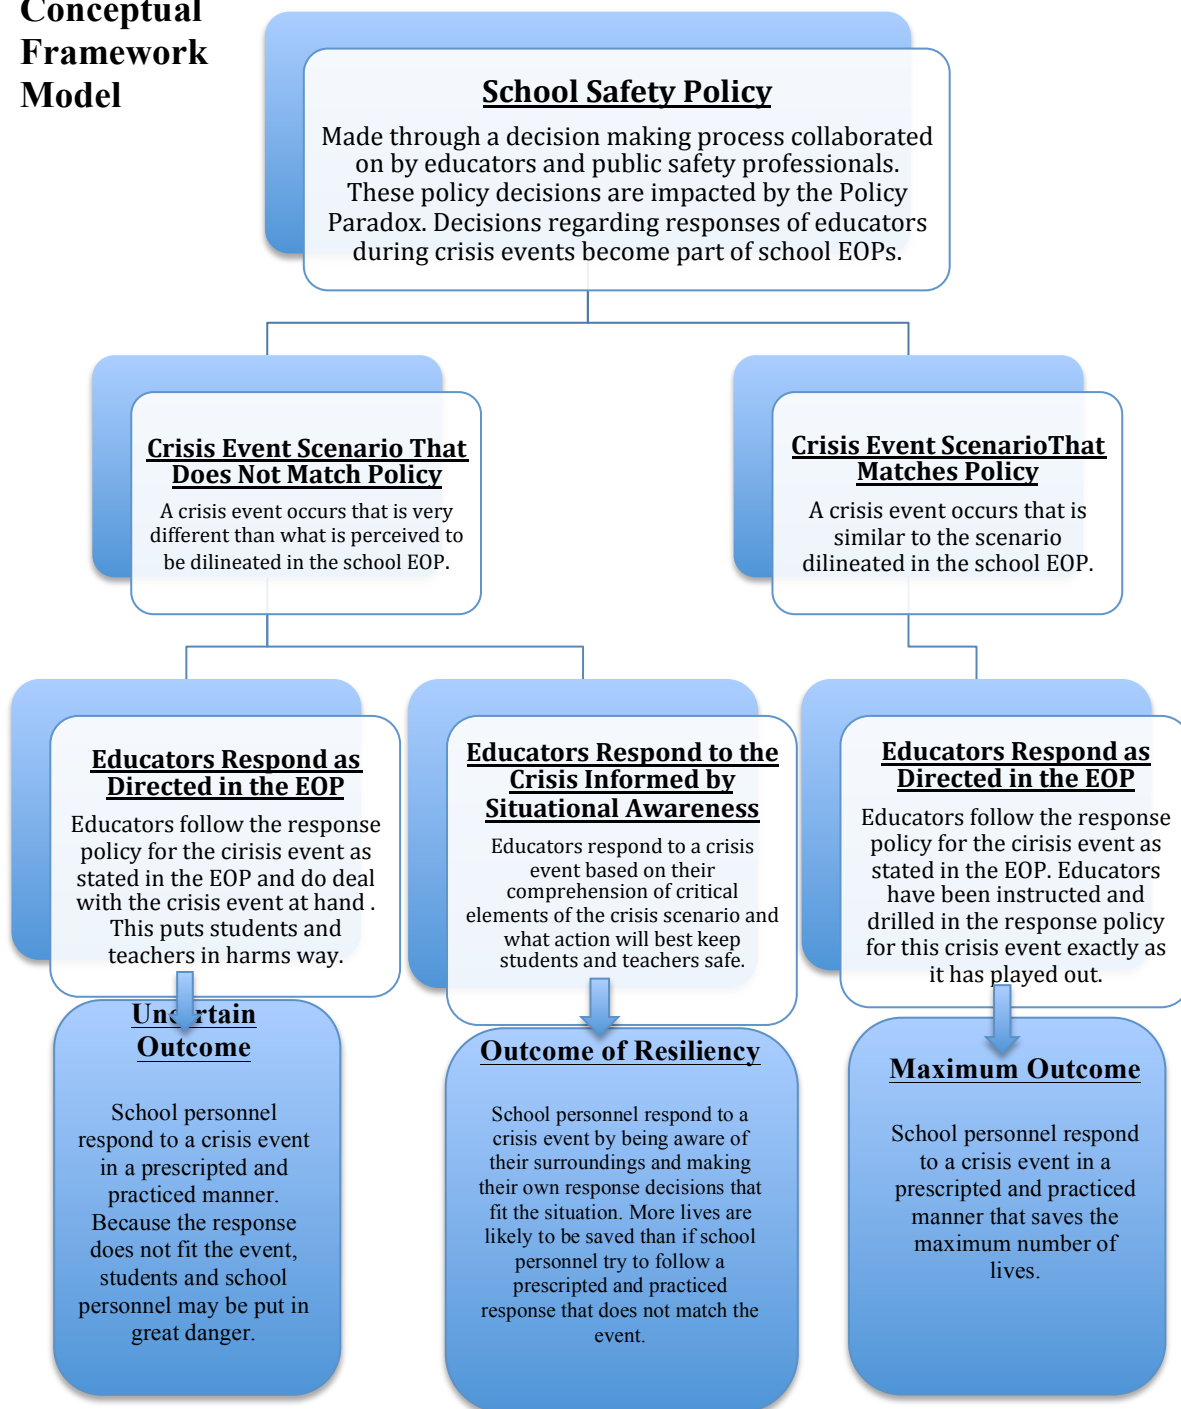 Conceptual
Framework
Model
School Safety Policy
Made through a decision making process collaborated
on by educators and public safety professionals.
These policy decisions are impacted by the Policy
Paradox. Decisions regarding responses of educators
during crisis events become part of school EOPs.
Crisis Event Scenario That
Does Not Match Policy
A crisis event occurs that is very
different than what is perceived to
be dilineated in the school EOP.
Crisis Event ScenarioThat
Matches Policy
A crisis event occurs that is
similar to the scenario
dilineated in the school EOP.
Educators Respond as
Directed in the EOP
Educators follow the response
policy for the cirisis event as
stated in the EOP and do deal
with the crisis event at hand .
This puts students and
teachers in harms way.
Educators Respond to the
Crisis Informed by
Situational Awareness
Educators respond to a crisis
event based on their
comprehension of critical
elements of the crisis scenario and
what action will best keep
students and teachers safe.
Educators Respond as
Directed in the EOP
Educators follow the response
policy for the cirisis event as
stated in the EOP. Educators
have been instructed and
drilled in the response policy
for this crisis event exactly as
it has played out.
Uncertain
Outcome
School personnel
respond to a crisis event
in a prescripted and
practiced manner.
Because the response
does not fit the event,
students and school
personnel may be put in
great danger.
Outcome of Resiliency
School personnel respond to a
crisis event by being aware of
their surroundings and making
their own response decisions that
fit the situation. More lives are
likely to be saved than if school
personnel try to follow a
prescripted and practiced
response that does not match the
event.
Maximum Outcome
School personnel respond
to a crisis event in a
prescripted and practiced
manner that saves the
maximum number of
lives.